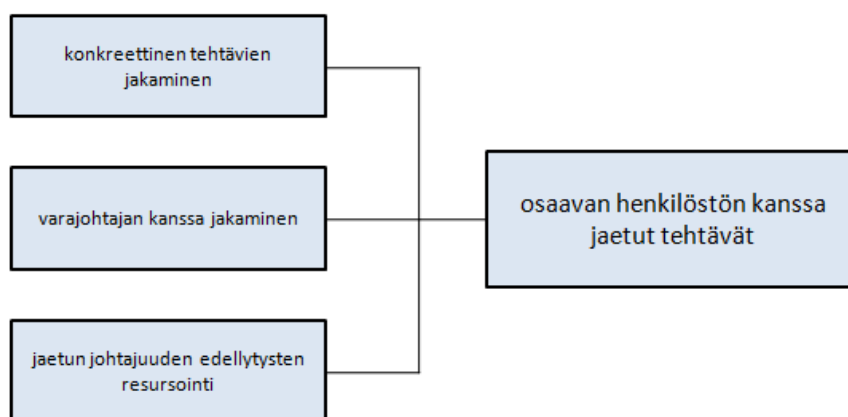 konkreettinen tehtävien
jakaminen
varajohtajan kanssa jakaminen
jaetun johtajuuden edellytysten
resursointi
osaavan henkilöstön kanssa
jaetut tehtävät